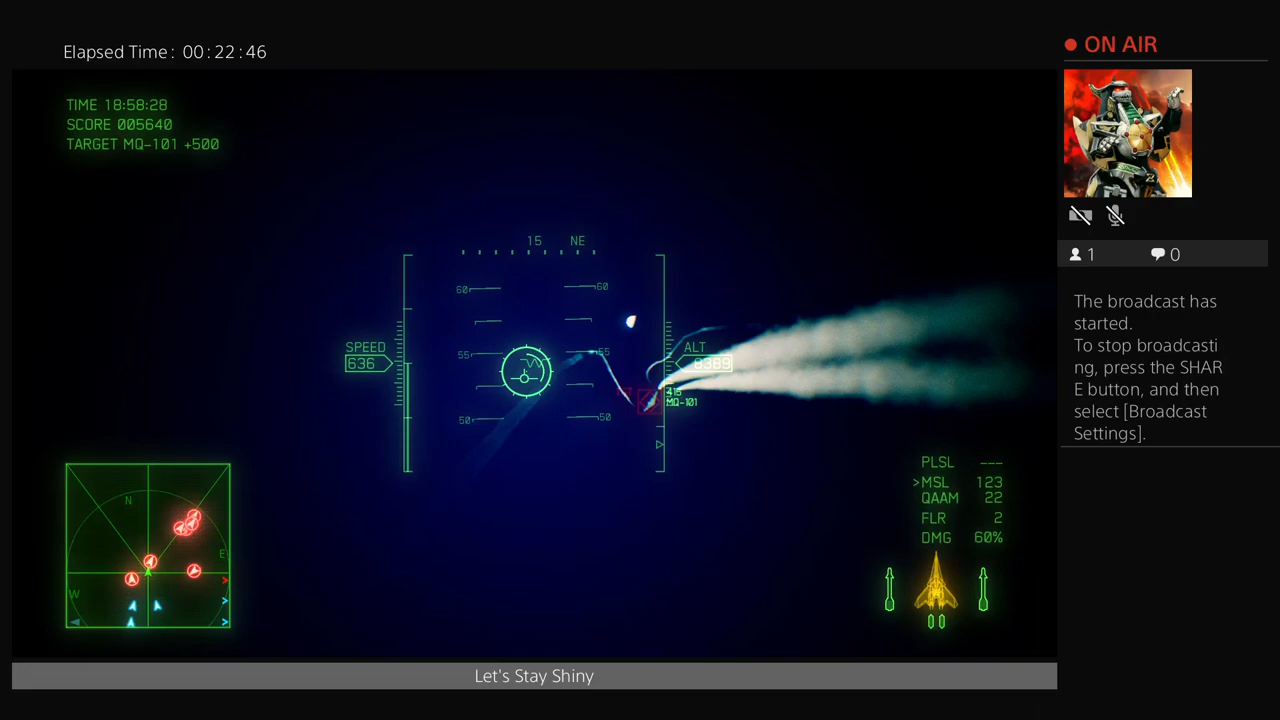 Elapsed Time: 00:22:46
ON AIR
TIME 18:58:28
SCORE 005640
TARGET MQ-101 +500
1
0
15 NE
60 60
SPEED
636
55 55
ALT
8389
415
MQ-101
50 50
The broadcast has
started.
To stop broadcasti
ng, press the SHAR
E button, and then
select [Broadcast
Settings].
N
E
W
PLSL ---
>MSL 123
QAAM 22
FLR 2
DMG 60%
Let's Stay Shiny